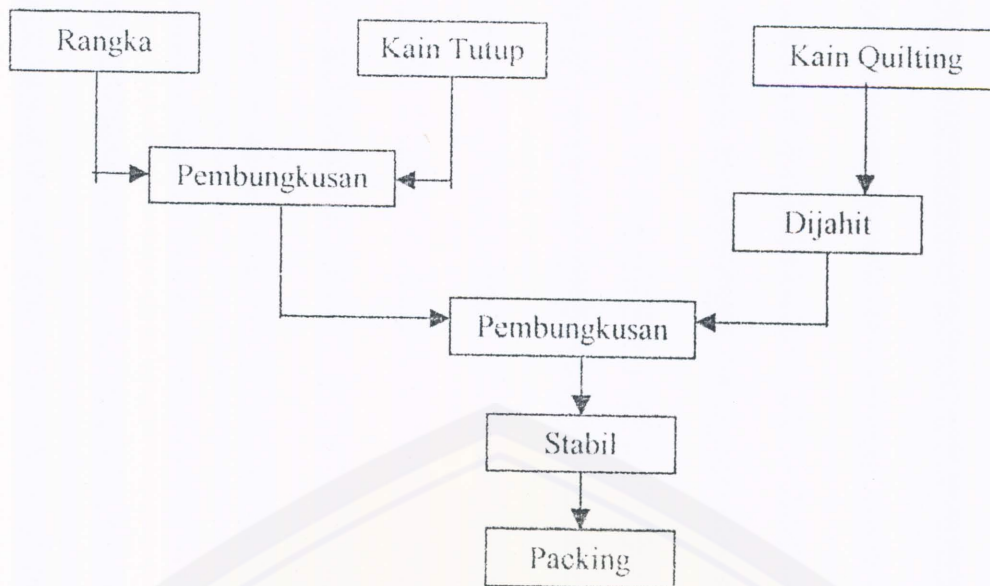 Rangka
Kain Tutup
Kain Quilting
Pembungkusan
Dijahit
Pembungkusan
Stabil
Packing